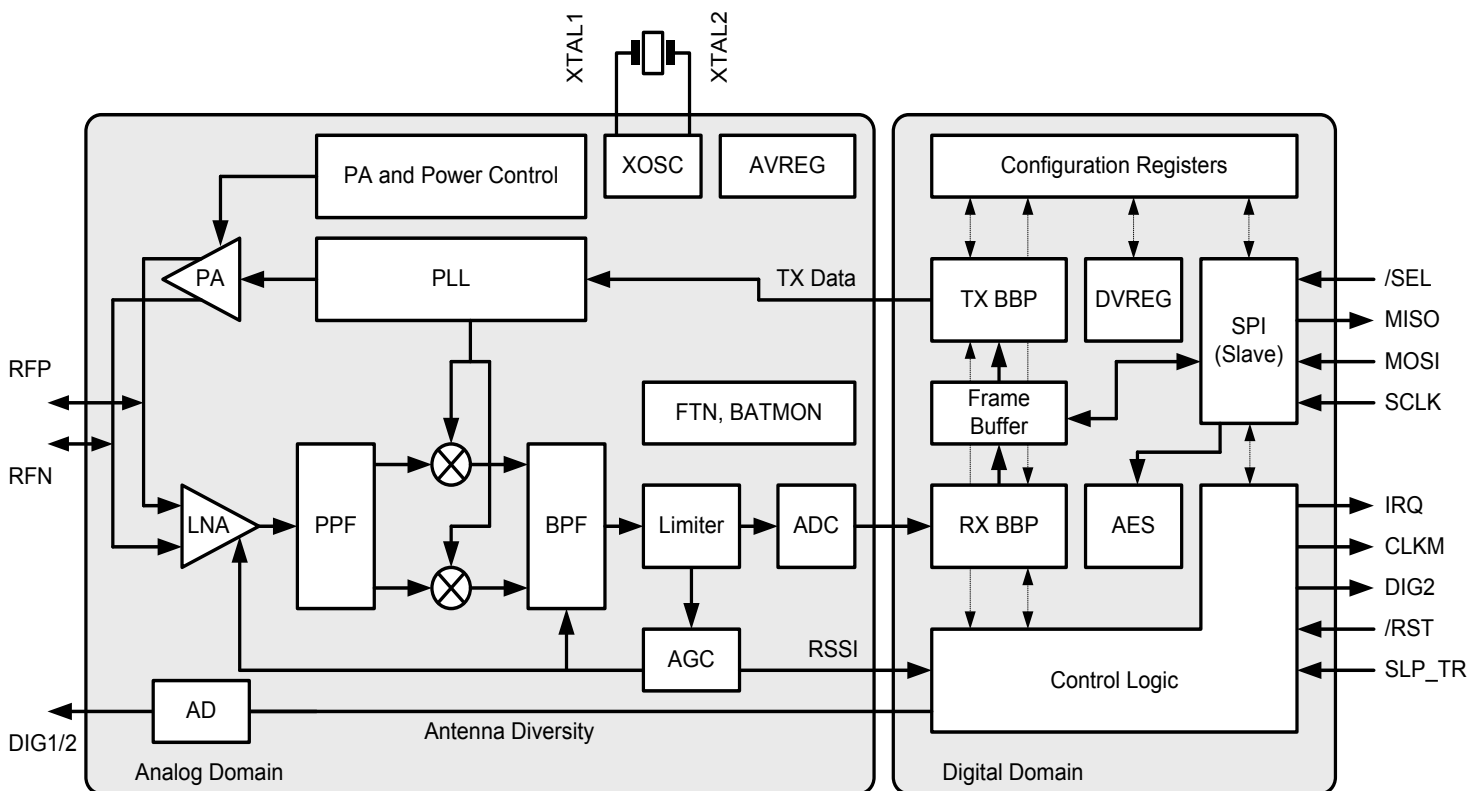 XTAL1
XTAL2
PA and Power Control
XOSC
AVREG
Configuration Registers
PA
PLL
TX Data
TX BBP
DVREG
SPI
(Slave)
/SEL
MISO
MOSI
SCLK
RFP
RFN
FTN, BATMON
Frame
Buffer
LNA
PPF
BPF
Limiter
ADC
RX BBP
AES
IRQ
CLKM
DIG2
/RST
SLP_TR
AGC
RSSI
Control Logic
AD
DIG1/2
Antenna Diversity
Analog Domain
Digital Domain